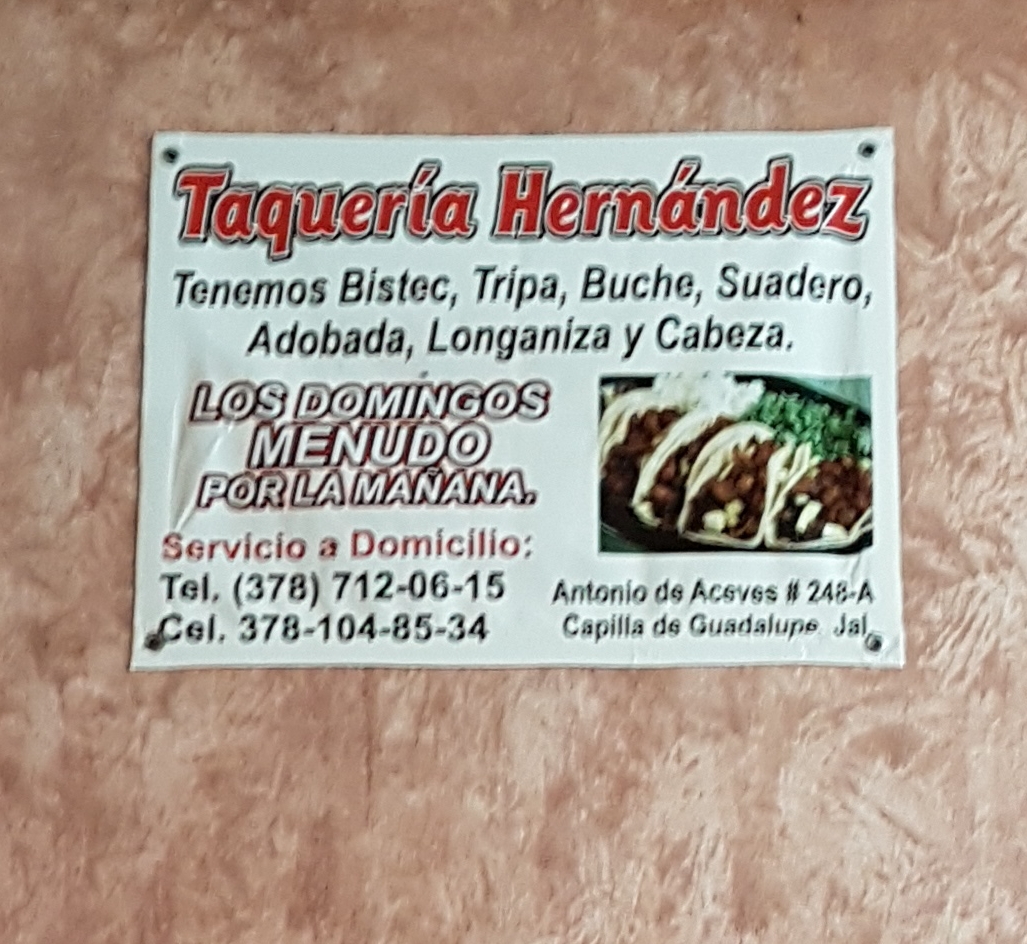 Taquería Hernández
Tenemos Bistec, Tripa, Buche, Suadero,
Adobada, Longaniza y Cabeza.
LOS DOMINGOS
MENUDO
POR LA MAÑANA.
Servicio a Domicilio:
Tel. (378) 712-06-15
Cel. 378-104-85-34
Antonio de Aceves # 248-A
Capilla de Guadalupe, Jal.